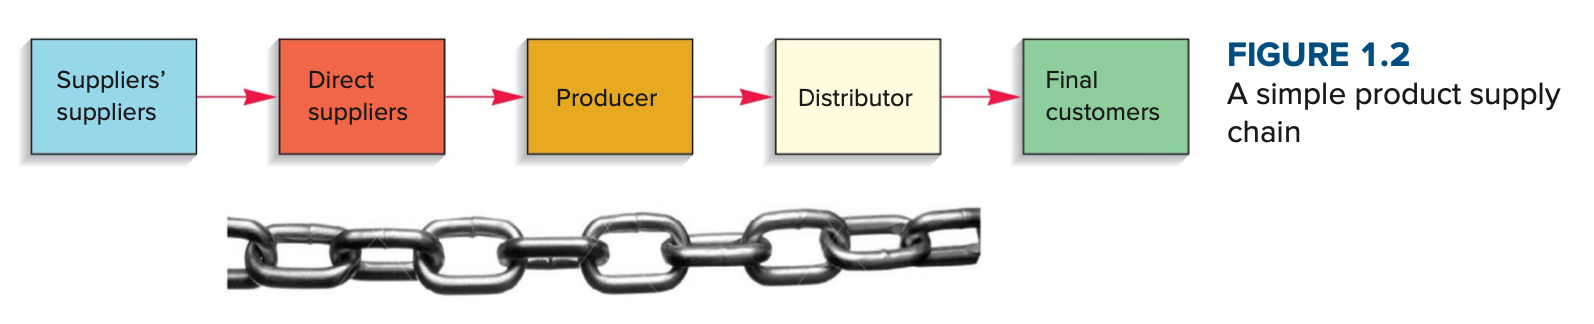 Suppliers’
suppliers
Direct
suppliers
Producer
Distributor
Final
customers
FIGURE 1.2
A simple product supply
chain